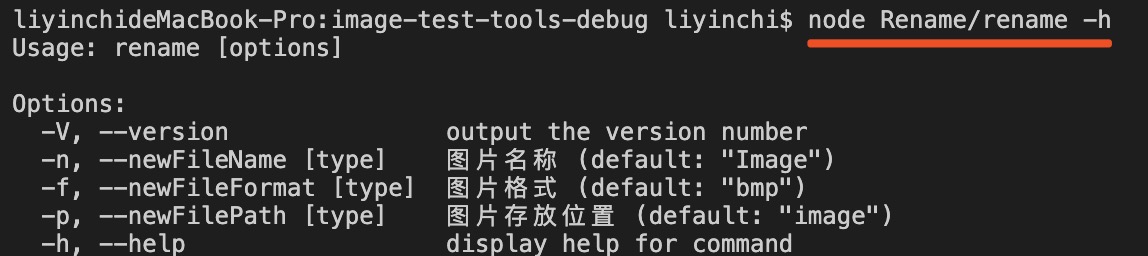 liyinchideMacBook-Pro:image-test-tools-debug liyinchi$ node Rename/rename -h
Usage: rename [options]
Options:
-V, --version output the version number
-n, --newFileName [type] 图片名称 (default: "Image")
-f, --newFileFormat [type] 图片格式 (default: "bmp")
-p, --newFilePath [type] 图片存放位置 (default: "image")
-h, --help display help for command